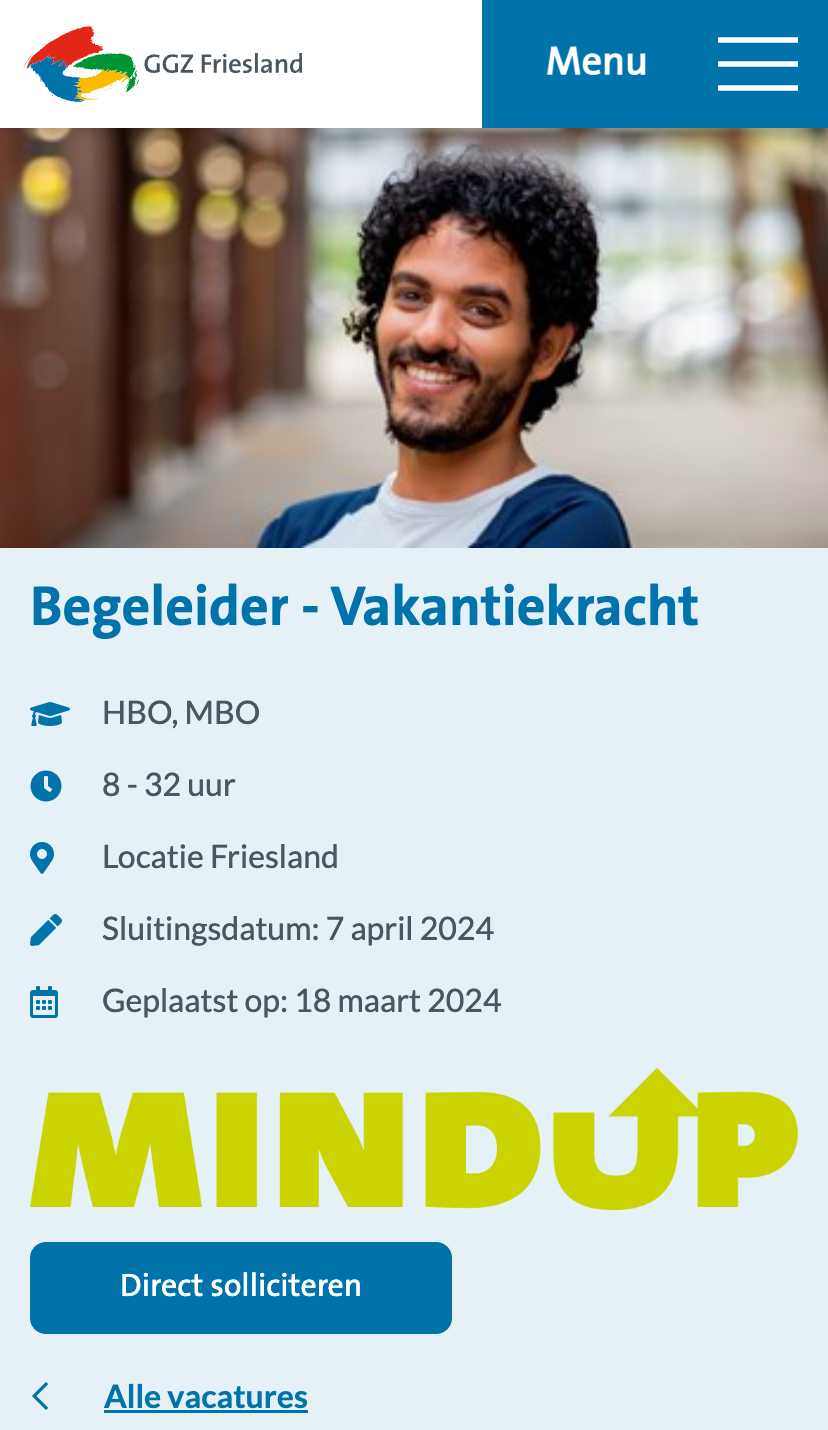 GGZ Friesland
Menu
Begeleider - Vakantiekracht
HBO, MBO
8 - 32 uur
Locatie Friesland
Sluitingsdatum: 7 april 2024
Geplaatst op: 18 maart 2024
MINDUP
Direct solliciteren
Alle vacatures